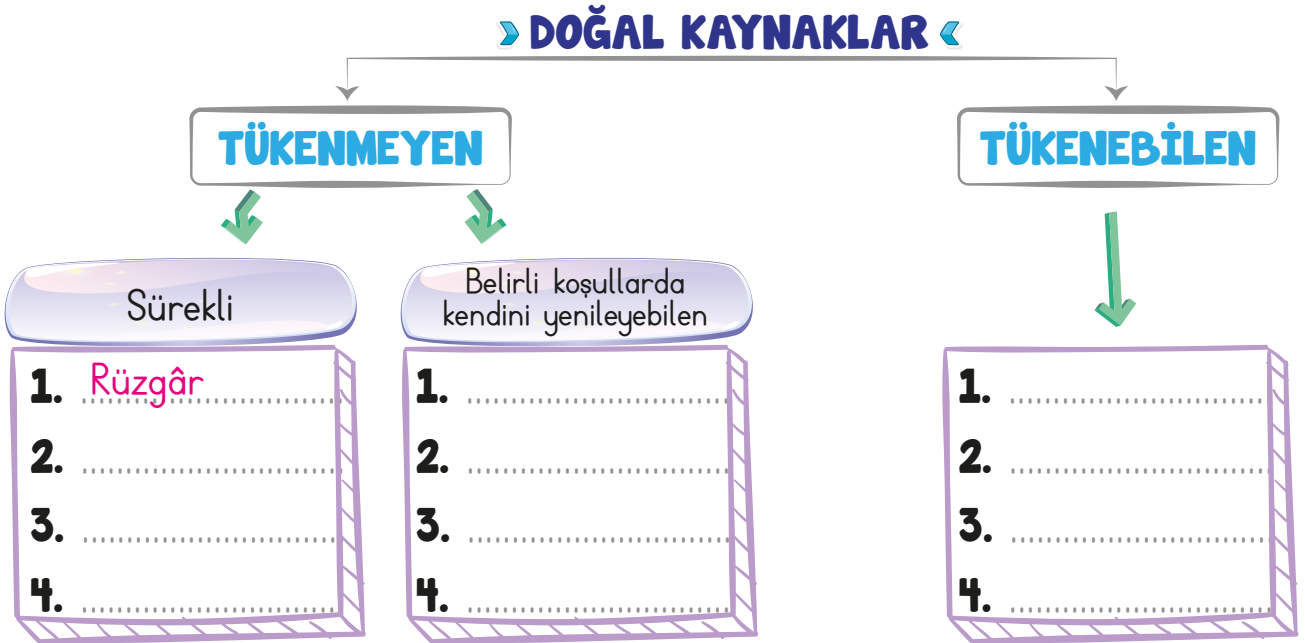 DOĞAL KAYNAKLAR
TÜKENMEYEN
TÜKENEBİLEN
Sürekli
Belirli koşullarda
kendini yenileyebilen
1. Rüzgâr
2.
3.
4.
1.
2.
3.
4.
1.
2.
3.
4.